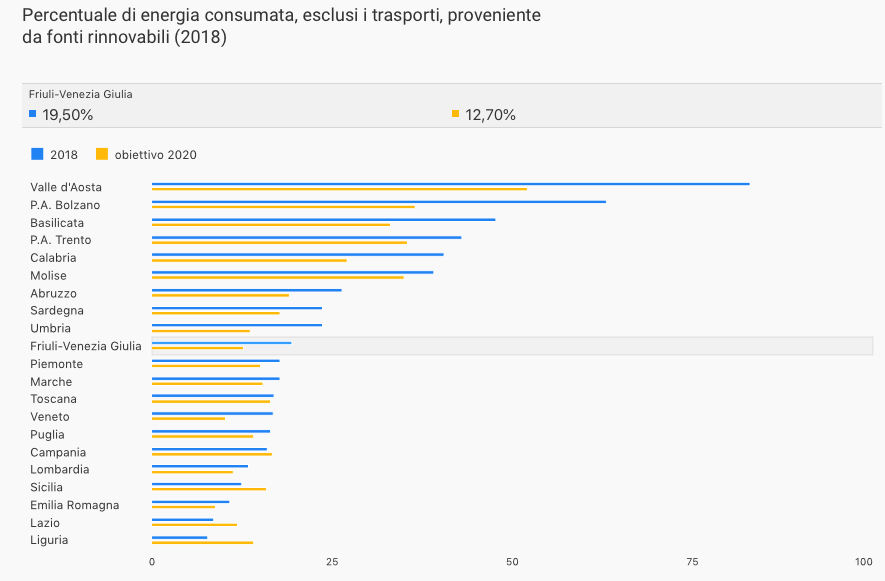 Percentuale di energia consumata, esclusi i trasporti, proveniente
da fonti rinnovabili (2018)
Friuli-Venezia Giulia
19,50% 12,70%
2018 obiettivo 2020
Valle d'Aosta
P.A. Bolzano
Basilicata
P.A. Trento
Calabria
Molise
Abruzzo
Sardegna
Umbria
Friuli-Venezia Giulia
Piemonte
Marche
Toscana
Veneto
Puglia
Campania
Lombardia
Sicilia
Emilia Romagna
Lazio
Liguria
0 25 50 75 100